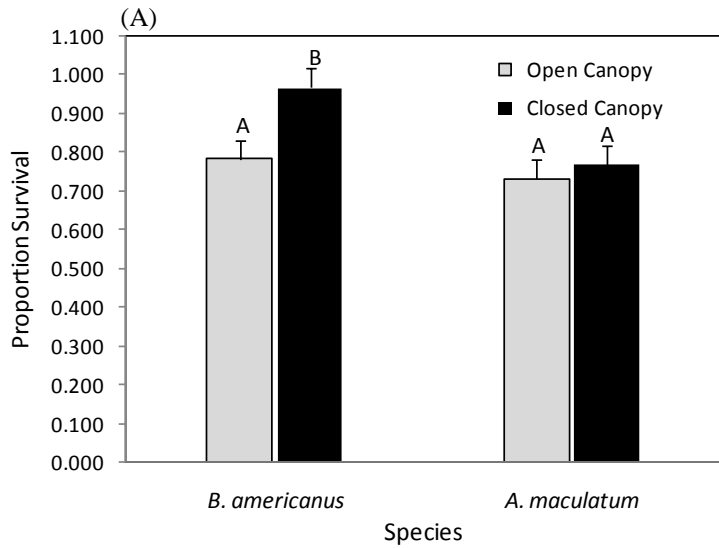 (A)
1.100
1.000
0.900
0.800
0.700
0.600
0.500
0.400
0.300
0.200
0.100
0.000
Proportion Survival
A
B
A
A
Open Canopy
Closed Canopy
B. americanus
A. maculatum
Species